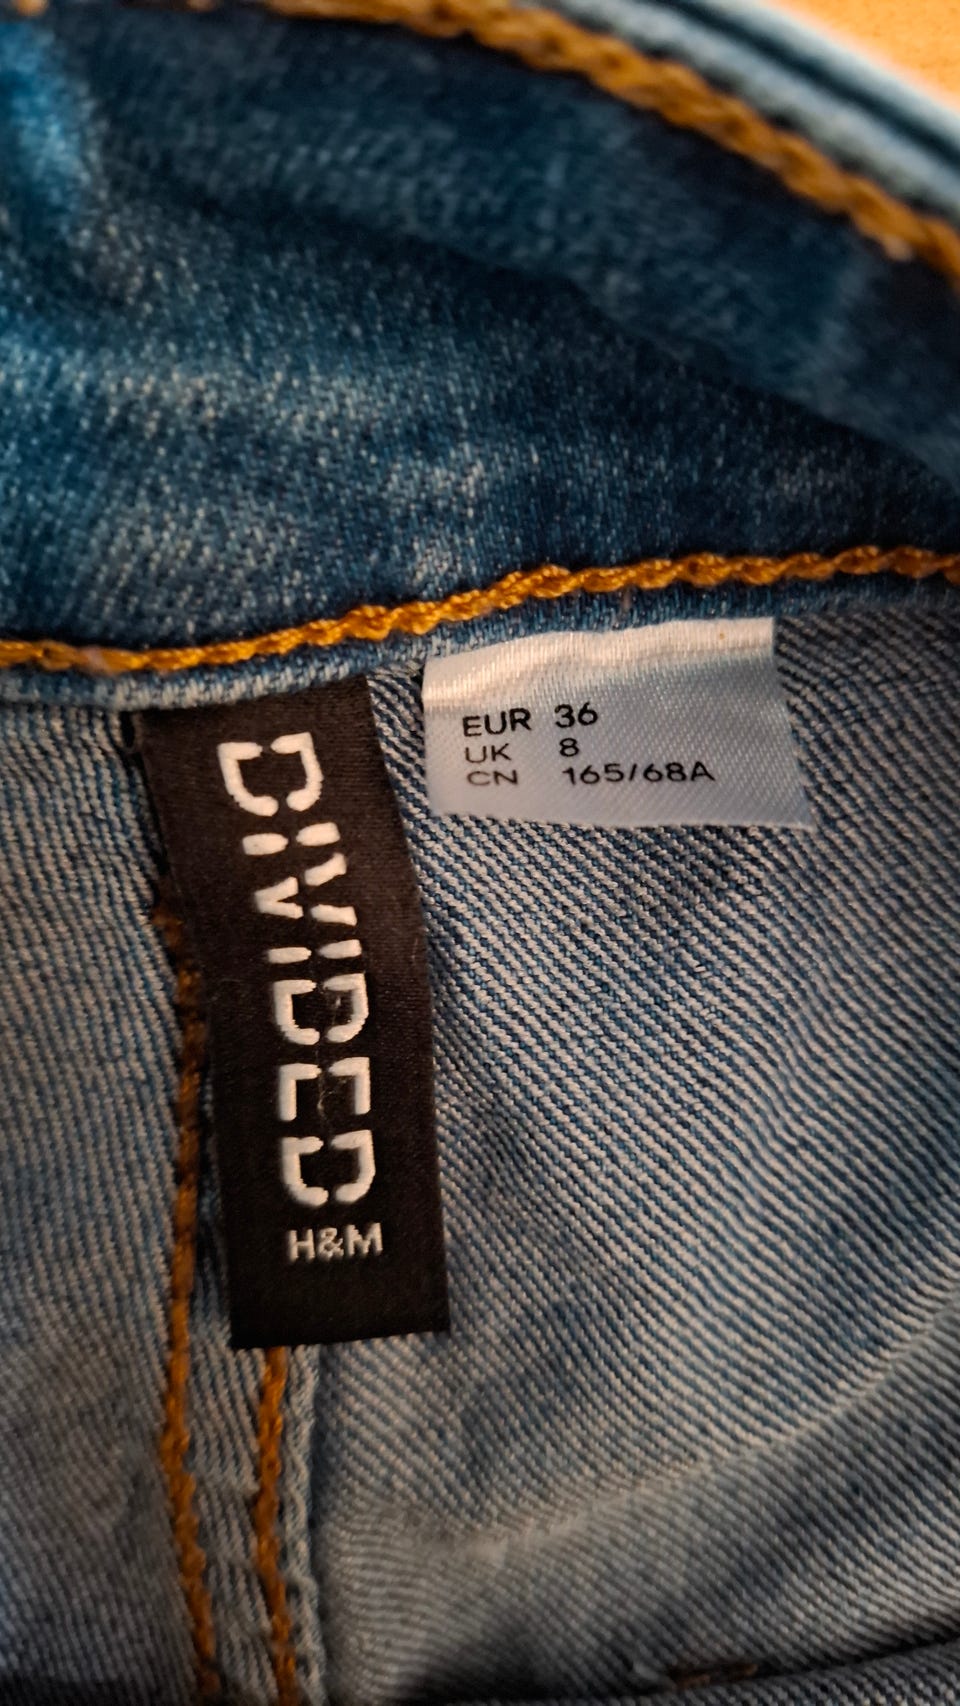 DIVIDED
H&M
EUR 36
UK 8
CN 165/68A